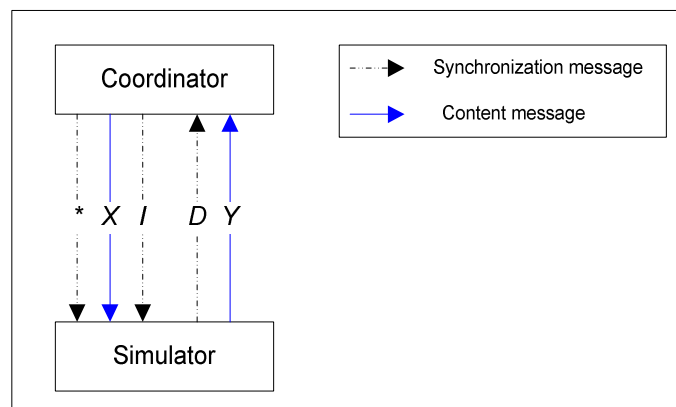 Coordinator
Synchronization message
Content message
* X I D Y
Simulator